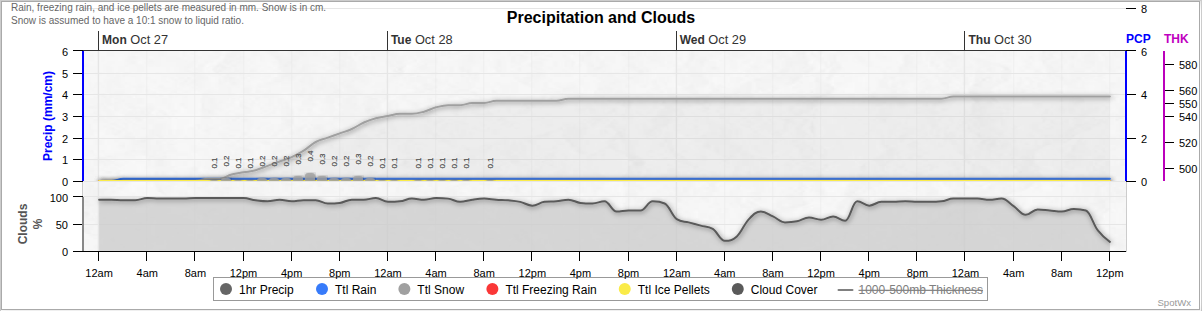 Rain, freezing rain, and ice pellets are measured in mm. Snow is in cm.
Snow is assumed to have a 10:1 snow to liquid ratio.
Precipitation and Clouds
8
Mon Oct 27
Tue Oct 28
Wed Oct 29
Thu Oct 30
PCP
THK
Precip (mm/cm)
6
5
4
3
2
1
0
6
4
2
0
580
560
540
520
500
0.1 0.2 0.1 0.1 0.2 0.2 0.2 0.3 0.4 0.3 0.2 0.2 0.3 0.2 0.1 0.1 0.1 0.1 0.1 0.1 0.1 0.1
Clouds
%
100
50
0
12am 4am 8am 12pm 4pm 8pm 12am 4am 8am 12pm 4pm 8pm 12am 4am 8am 12pm 4pm 8pm 12am 4am 8am 12pm
1hr Precip Ttl Rain Ttl Snow Ttl Freezing Rain Ttl Ice Pellets Cloud Cover 1000-500mb Thickness
SpotWx